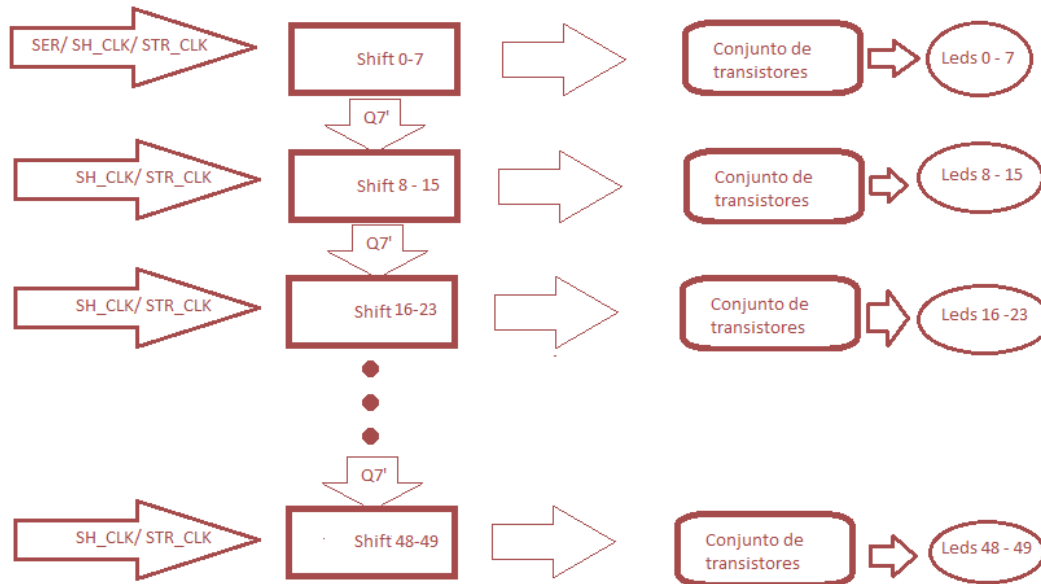 SER/ SH_CLK/ STR_CLK
Shift 0-7
Conjunto de
transistores
Leds 0 - 7
Q7'
SH_CLK/ STR_CLK
Shift 8 - 15
Conjunto de
transistores
Leds 8 - 15
Q7'
SH_CLK/ STR_CLK
Shift 16-23
Conjunto de
transistores
Leds 16 -23
Q7'
SH_CLK/ STR_CLK
Shift 48-49
Conjunto de
transistores
Leds 48 - 49